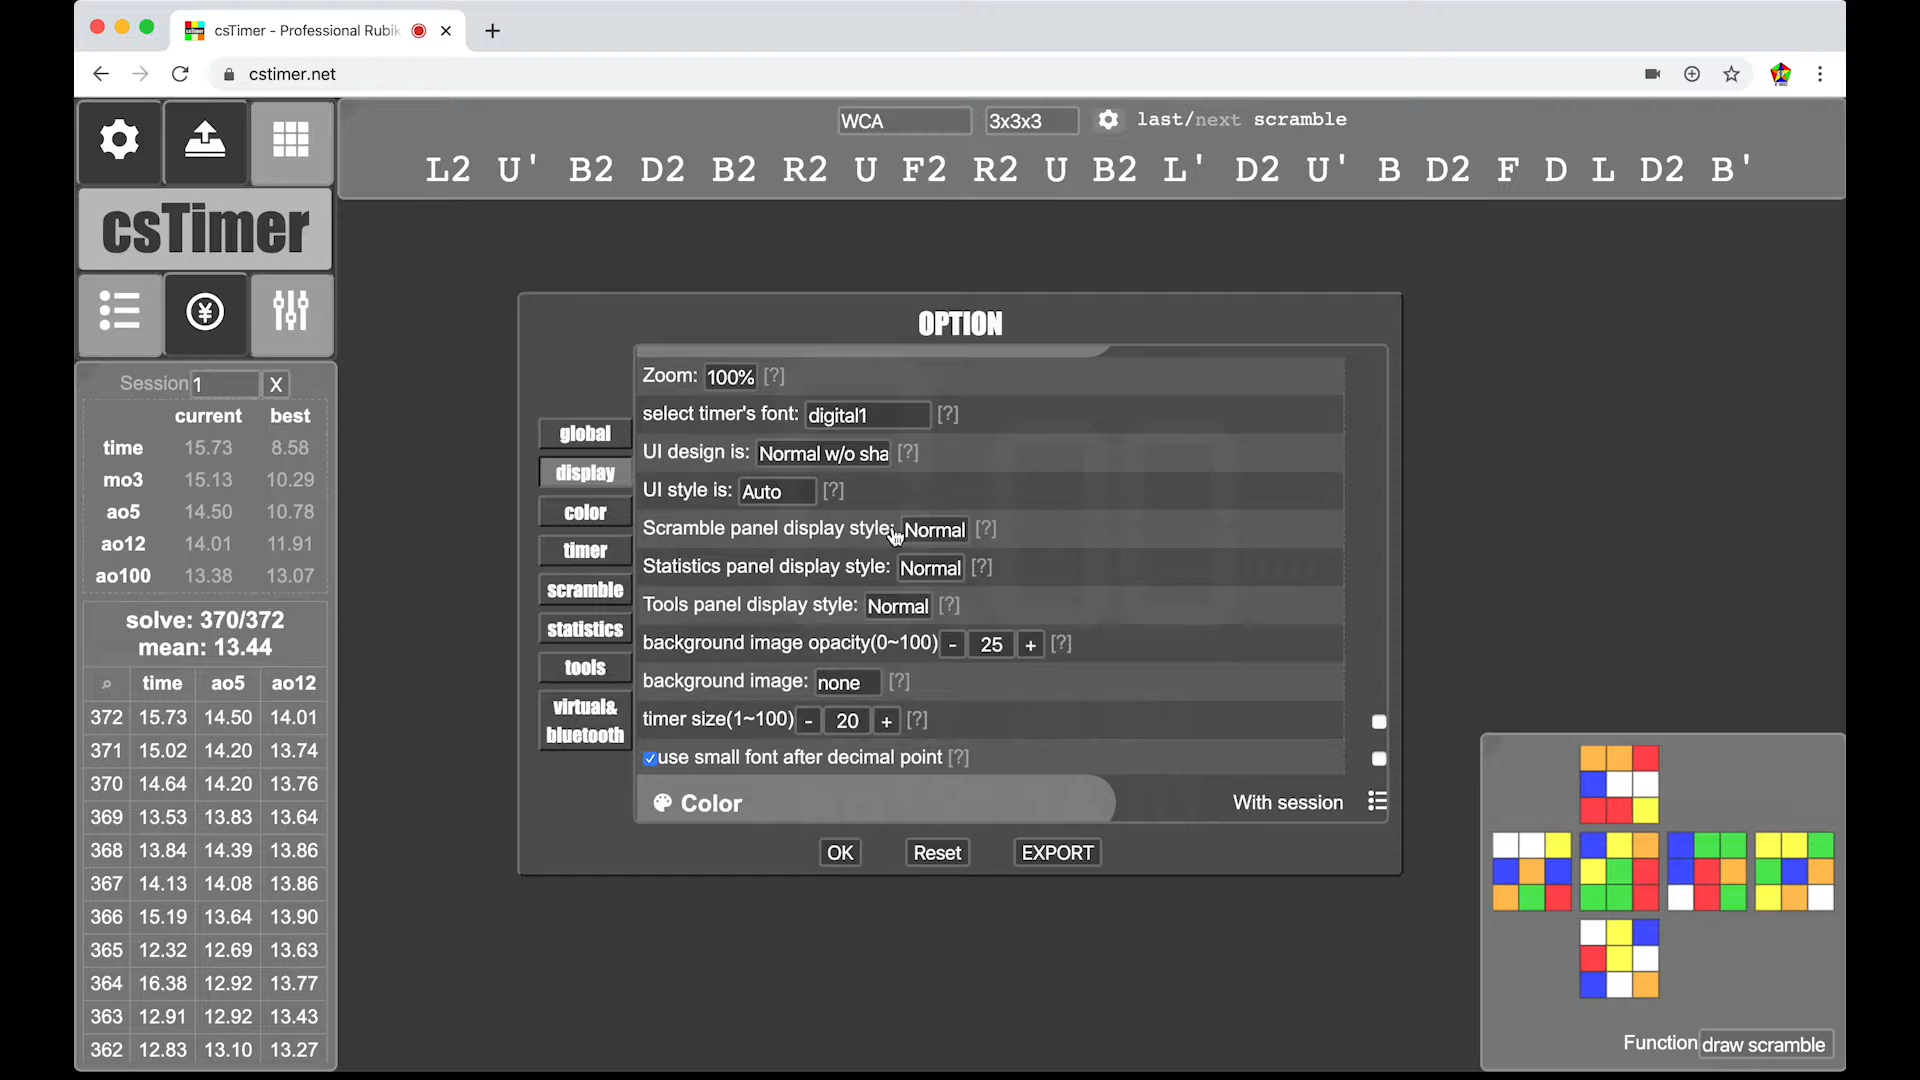 csTimer - Professional Rubik
cstimer.net
WCA 3x3x3 last/next scramble
L2 U' B2 D2 B2 R2 U F2 R2 U B2 L' D2 U' B D2 F D L D2 B'
csTimer
Session 1 X
current best
time 15.73 8.58
mo3 15.13 10.29
ao5 14.50 10.78
ao12 14.01 11.91
ao100 13.38 13.07
solve: 370/372
mean: 13.44
time ao5 ao12
372 15.73 14.50 14.01
371 15.02 14.20 13.74
370 14.64 14.20 13.76
369 13.53 13.83 13.64
368 13.84 14.39 13.86
367 14.13 14.08 13.86
366 15.19 13.64 13.90
365 12.32 12.69 13.63
364 16.38 12.92 13.77
363 12.91 12.92 13.43
362 12.83 13.10 13.27
OPTION
global
display
color
timer
scramble
statistics
tools
virtual&
bluetooth
Zoom: 100% [?]
select timer's font: digital1 [?]
UI design is: Normal w/o sha [?]
UI style is: Auto [?]
Scramble panel display style: Normal [?]
Statistics panel display style: Normal [?]
Tools panel display style: Normal [?]
background image opacity(0~100) - 25 + [?]
background image: none [?]
timer size(1~100) - 20 + [?]
use small font after decimal point [?]
Color With session
OK Reset EXPORT
Function draw scramble